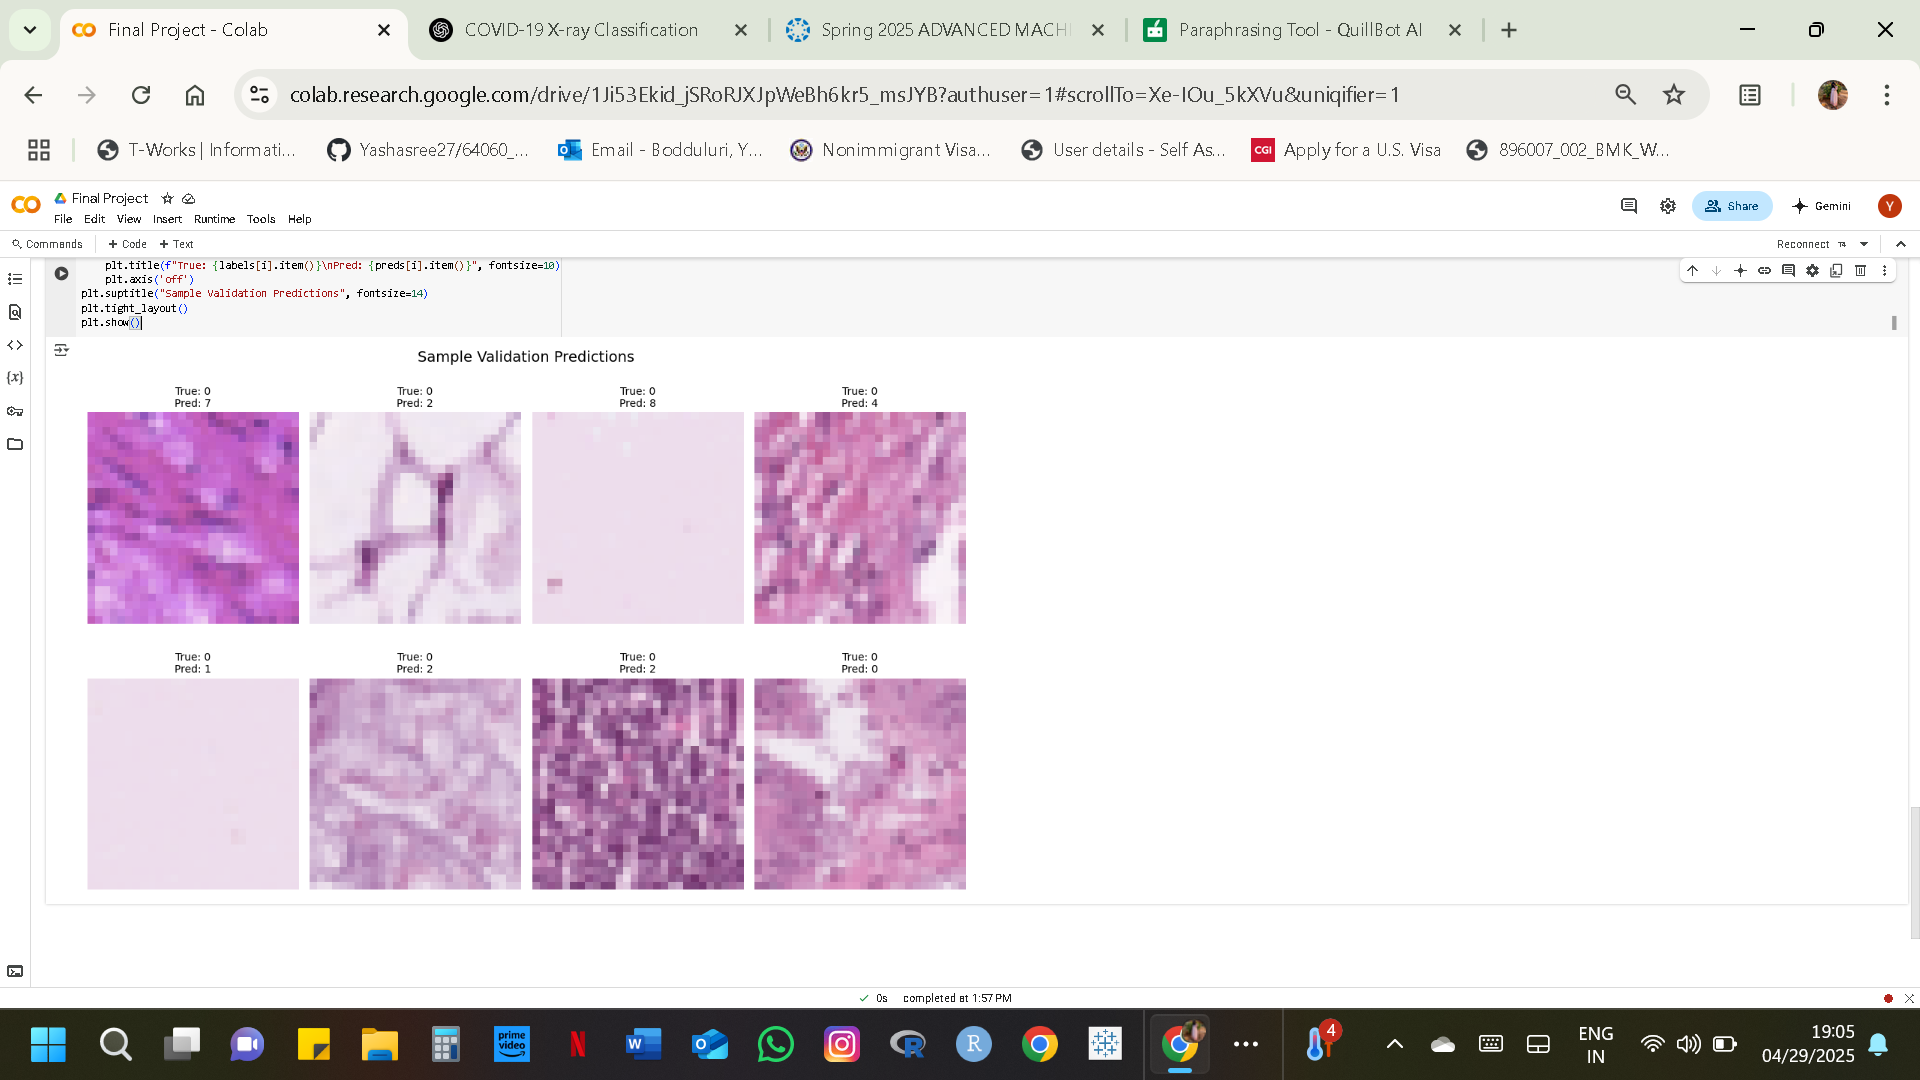 Final Project - Colab
COVID-19 X-ray Classification
Spring 2025 ADVANCED MACHI
Paraphrasing Tool - QuillBot AI
colab.research.google.com/drive/1Ji53Ekid_jSRoRJXJpWeBh6kr5_msJYB?authuser=1#scrollTo=Xe-IOu_5kXVu&uniqifier=1
T-Works | Informati...
Yashasree27/64060_...
Email - Bodduluri, Y...
Nonimmigrant Visa...
User details - Self As...
CGI
Apply for a U.S. Visa
896007_002_BMK_W...
Final Project
File Edit View Insert Runtime Tools Help
Share
Gemini
Y
Commands + Code + Text
Reconnect T4
plt.title(f"True: {labels[i].item()}\nPred: {preds[i].item()}", fontsize=10)
plt.axis('off')
plt.suptitle("Sample Validation Predictions", fontsize=14)
plt.tight_layout()
plt.show()
{x}
Sample Validation Predictions
True: 0
Pred: 7
True: 0
Pred: 2
True: 0
Pred: 8
True: 0
Pred: 4
True: 0
Pred: 1
True: 0
Pred: 2
True: 0
Pred: 2
True: 0
Pred: 0
0s completed at 1:57 PM
prime
video
N
W
R
R
4
ENG
IN
19:05
04/29/2025